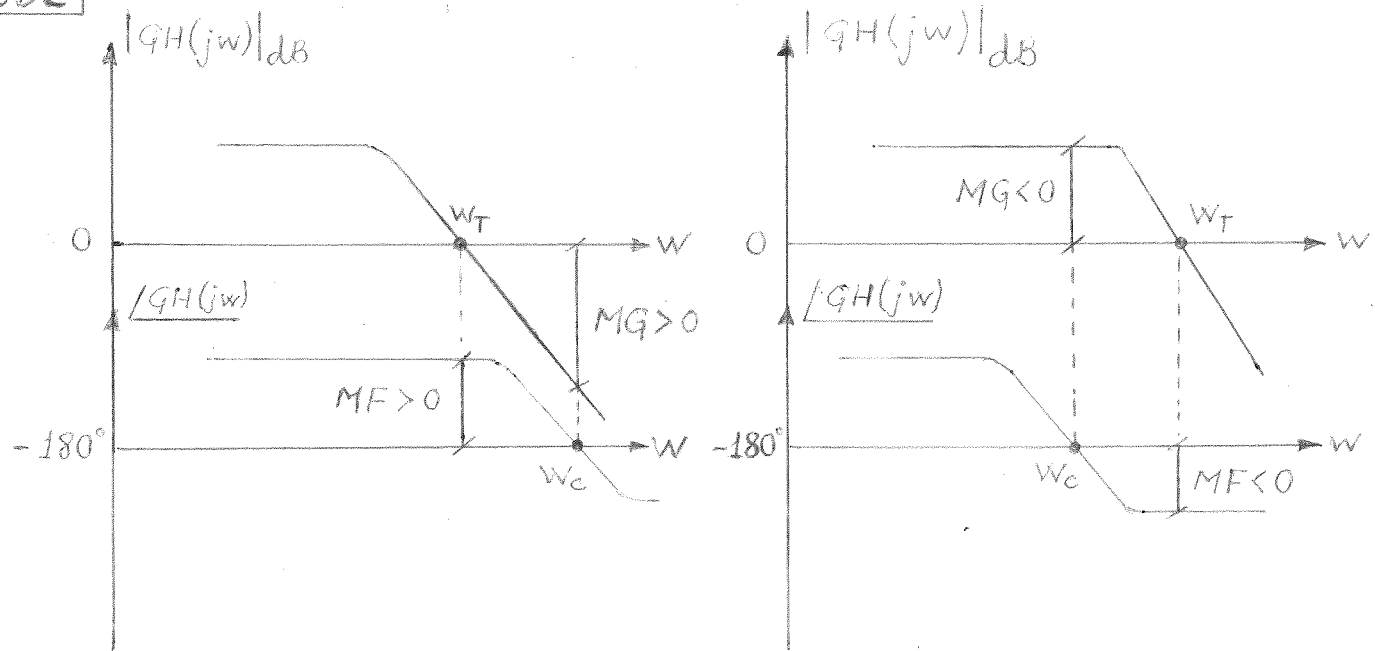 |GH(jw)|dB
WT
0
W
/GH(jw)
MG>0
MF>0
-180°
W
Wc
|GH(jw)|dB
MG<0
WT
0
W
/GH(jw)
-180°
W
Wc
MF<0